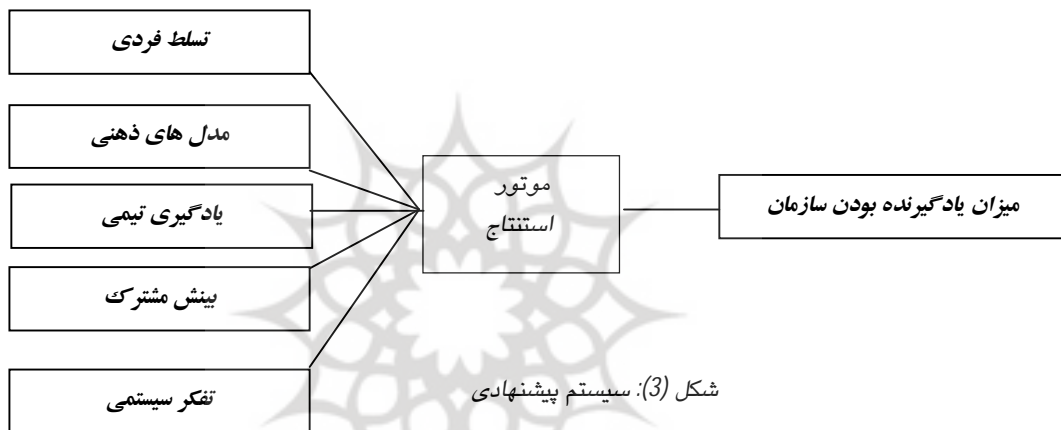 تسلط فردی
مدل های ذهنی
یادگیری تیمی
بینش مشترک
تفکر سیستمی
موتور
استنتاج
میزان یادگیرنده بودن سازمان
شکل (3): سیستم پیشنهادی